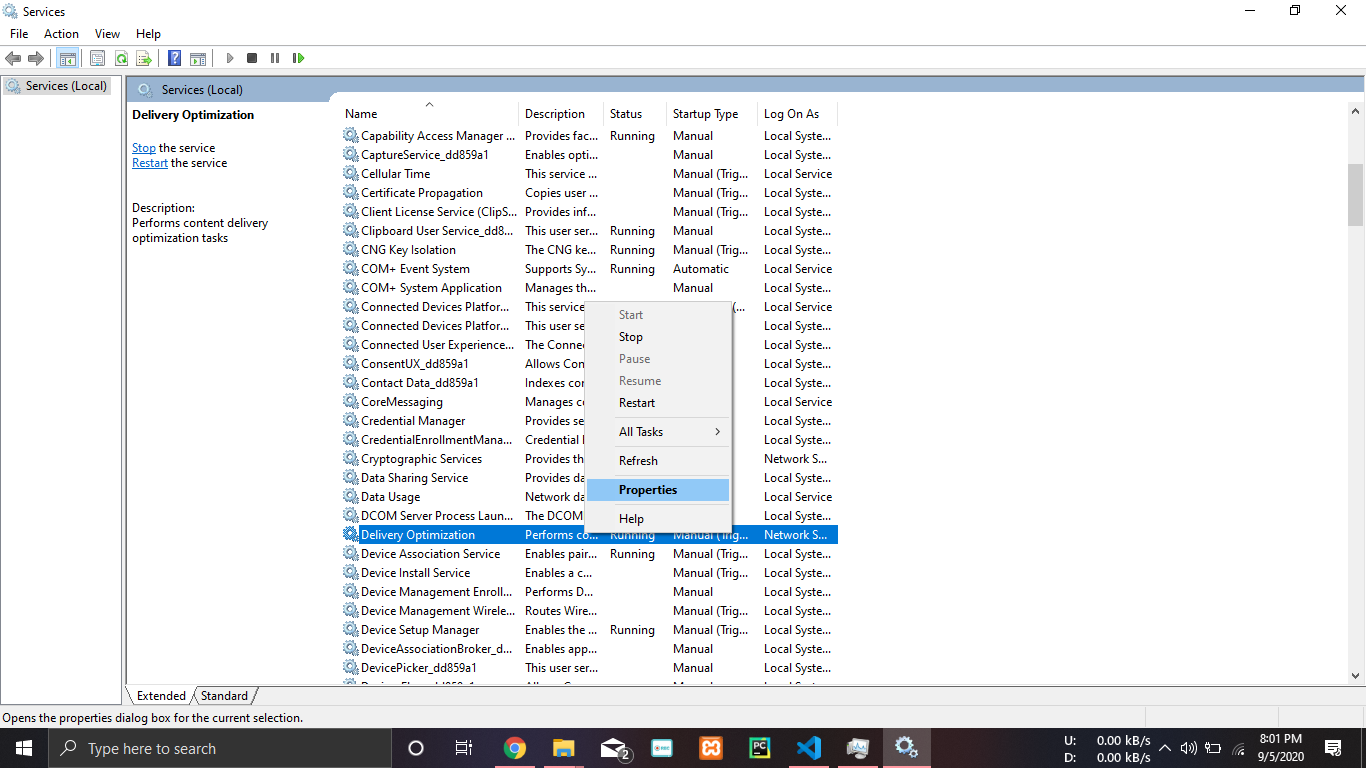 Services
File Action View Help
Services (Local)
Services (Local)
Delivery Optimization
Stop the service
Restart the service
Description:
Performs content delivery
optimization tasks
Name Description Status Startup Type Log On As
Capability Access Manager ... Provides fac... Running Manual Local Syste...
CaptureService_dd859a1 Enables opti... Manual Local Syste...
Cellular Time This service ... Manual (Trig... Local Service
Certificate Propagation Copies user ... Manual (Trig... Local Syste...
Client License Service (ClipS... Provides inf... Manual (Trig... Local Syste...
Clipboard User Service_dd8... This user ser... Running Manual Local Syste...
CNG Key Isolation The CNG ke... Running Manual (Trig... Local Syste...
COM+ Event System Supports Sy... Running Automatic Local Service
COM+ System Application Manages th... Manual Local Syste...
Connected Devices Platfor... This service (... Local Service
Connected Devices Platfor... This user se Local Syste...
Connected User Experience... The Connec Local Syste...
ConsentUX_dd859a1 Allows Con Local Syste...
Contact Data_dd859a1 Indexes cor Local Syste...
CoreMessaging Manages co Local Service
Credential Manager Provides se Local Syste...
CredentialEnrollmentMana... Credential Local Syste...
Cryptographic Services Provides th Network S...
Data Sharing Service Provides da Local Syste...
Data Usage Network da Local Service
DCOM Server Process Laun... The DCOM Local Syste...
Delivery Optimization Performs co... Running Manual (Trig... Network S...
Device Association Service Enables pair... Running Manual (Trig... Local Syste...
Device Install Service Enables a c... Manual (Trig... Local Syste...
Device Management Enroll... Performs D... Manual Local Syste...
Device Management Wirele... Routes Wire... Manual (Trig... Local Syste...
Device Setup Manager Enables the ... Running Manual (Trig... Local Syste...
DeviceAssociationBroker_d... Enables app... Manual Local Syste...
DevicePicker_dd859a1 This user ser... Manual Local Syste...
Start
Stop
Pause
Resume
Restart
All Tasks
Refresh
Properties
Help
Extended Standard
Opens the properties dialog box for the current selection.
Type here to search
2
PC
U: 0.00 kB/s
D: 0.00 kB/s
8:01 PM
9/5/2020